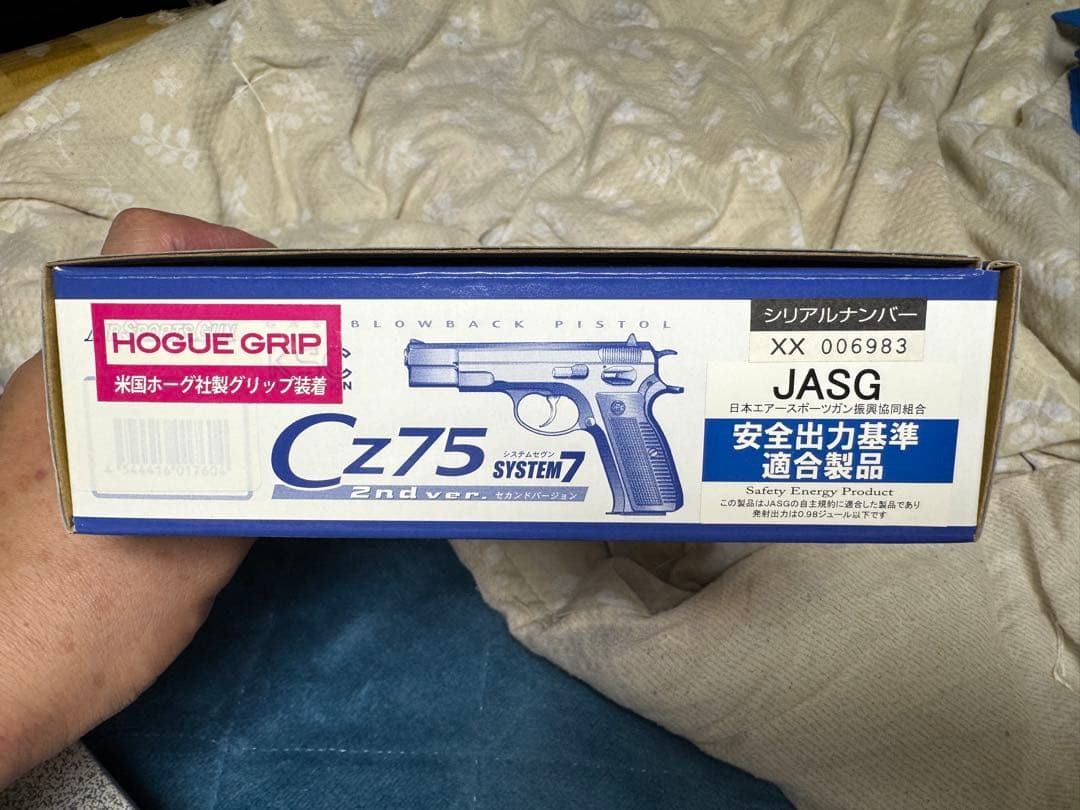 AIRSPORTS GUN
HOGUE GRIP
米国ホーグ社製グリップ装着
BLOWBACK PISTOL
Cz75
システムセヴン
SYSTEM7
2nd ver. セカンドバージョン
シリアルナンバー
XX 006983
JASG
日本エアースポーツガン振興協同組合
安全出力基準
適合製品
Safety Energy Product
この製品はJASGの自主規約に適合した製品であり
発射出力は0.98ジュール以下です